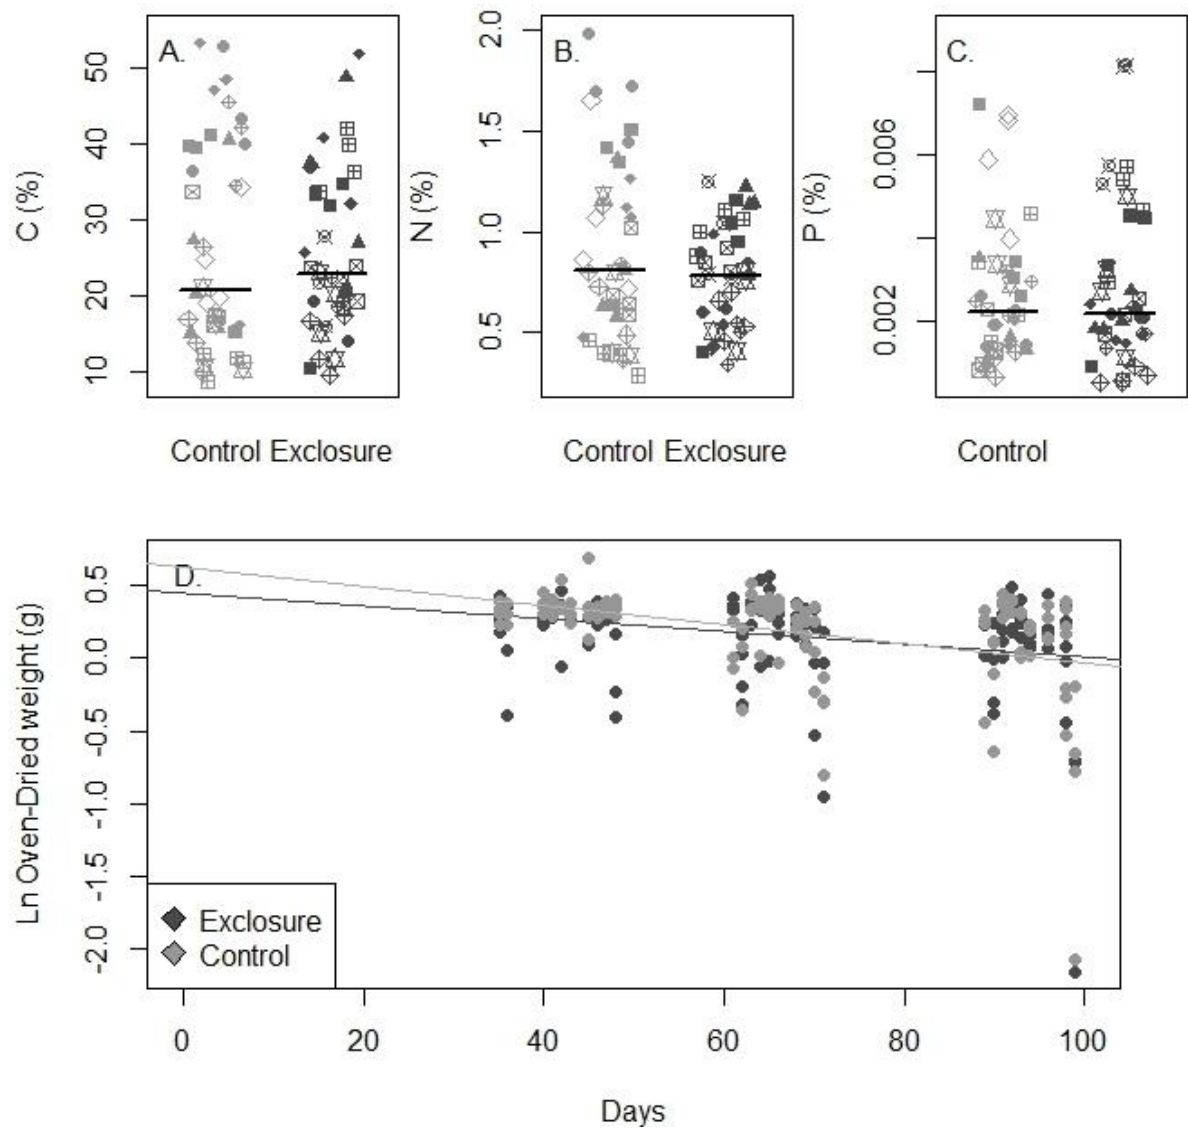 A.
B.
C.
C (%)
10
20
30
40
50
N (%)
0.5
1.0
1.5
2.0
P (%)
0.002
0.006
Control Exclosure
Control Exclosure
Control
D.
Ln Oven-Dried weight (g)
0.5
0.0
-0.5
-1.0
-1.5
-2.0
Exclosure
Control
0
20
40
60
80
100
Days